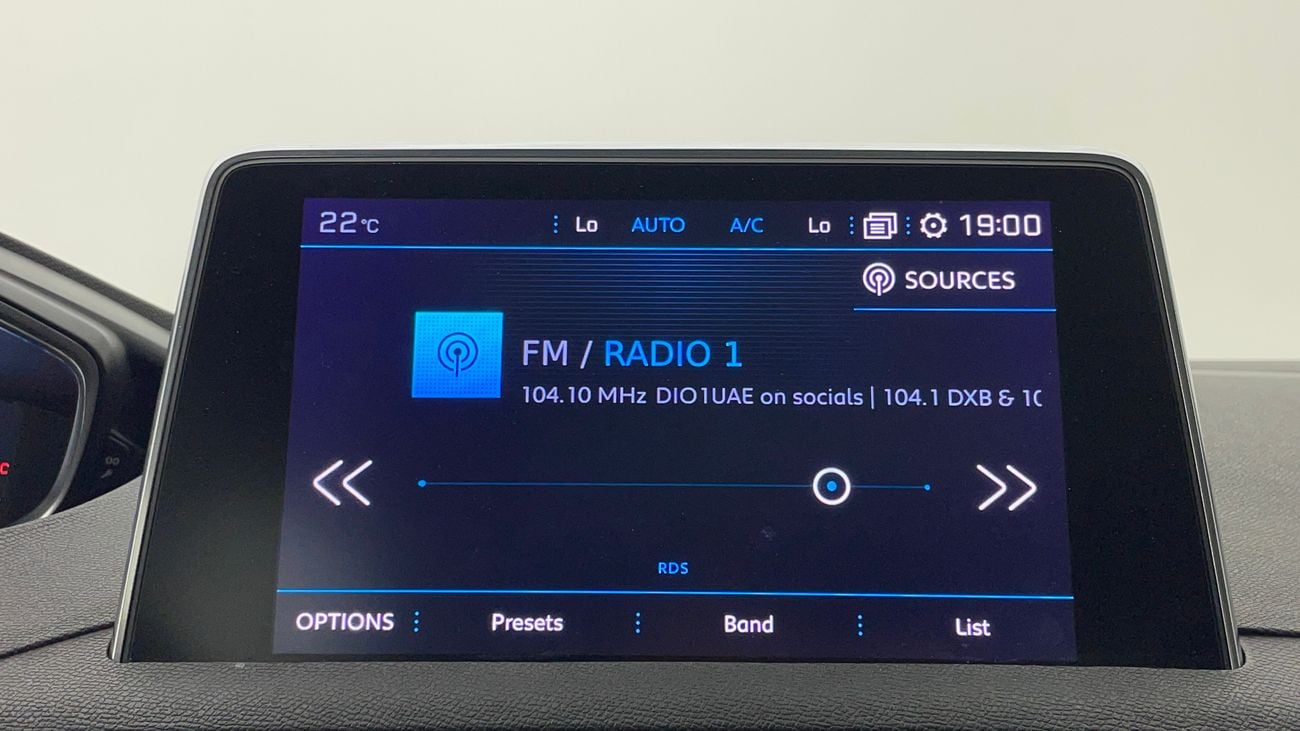 22°C Lo AUTO A/C Lo 19:00
SOURCES
FM / RADIO 1
104.10 MHz DIO1UAE on socials | 104.1 DXB & 10
RDS
OPTIONS Presets Band List
C